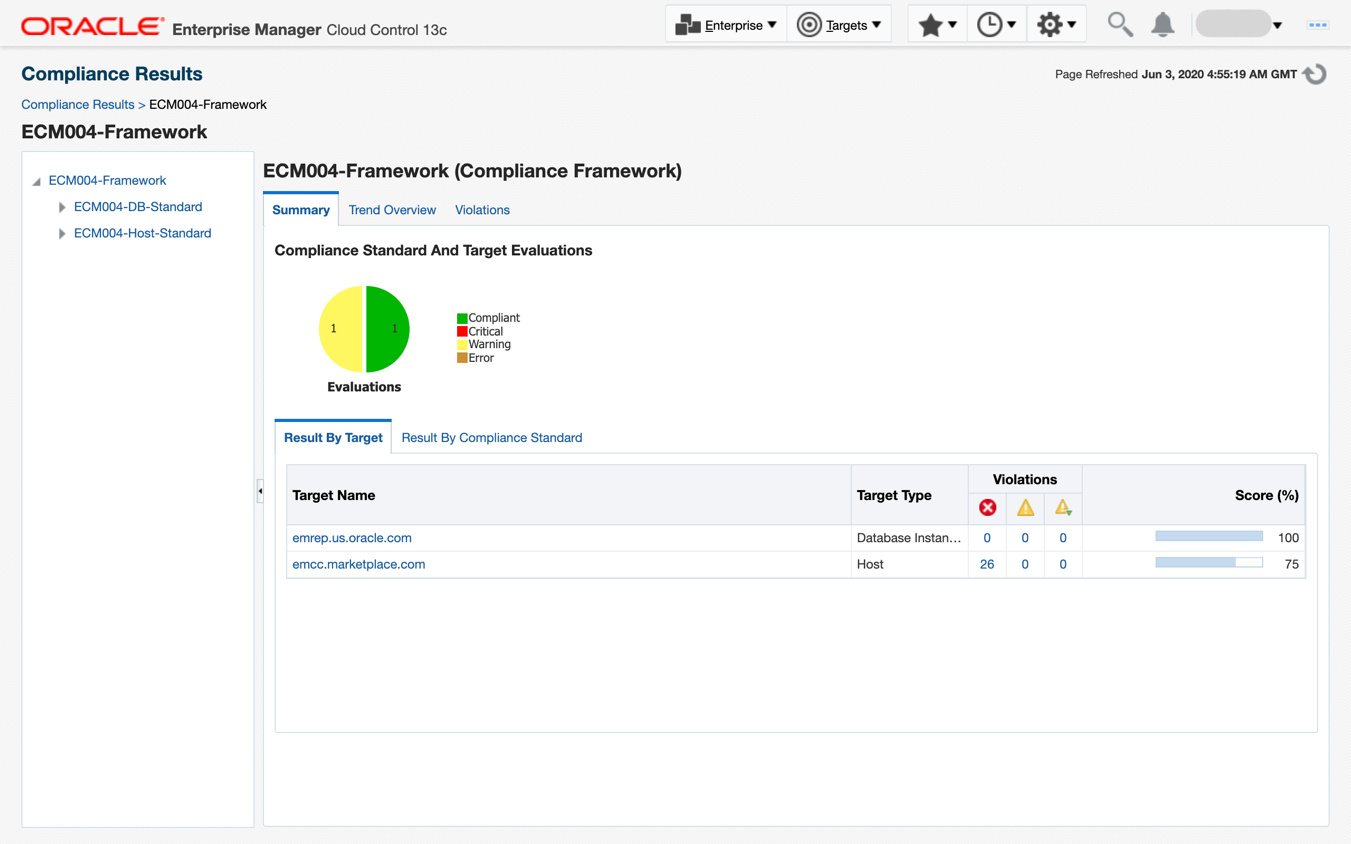 ORACLE Enterprise Manager Cloud Control 13c
Enterprise
Targets
Compliance Results
Page Refreshed Jun 3, 2020 4:55:19 AM GMT
Compliance Results > ECM004-Framework
ECM004-Framework
ECM004-Framework
ECM004-DB-Standard
ECM004-Host-Standard
ECM004-Framework (Compliance Framework)
Summary Trend Overview Violations
Compliance Standard And Target Evaluations
1 1
Evaluations
Compliant
Critical
Warning
Error
Result By Target Result By Compliance Standard
Target Name Target Type Violations Score (%)
emrep.us.oracle.com Database Instan... 0 0 0 100
emcc.marketplace.com Host 26 0 0 75